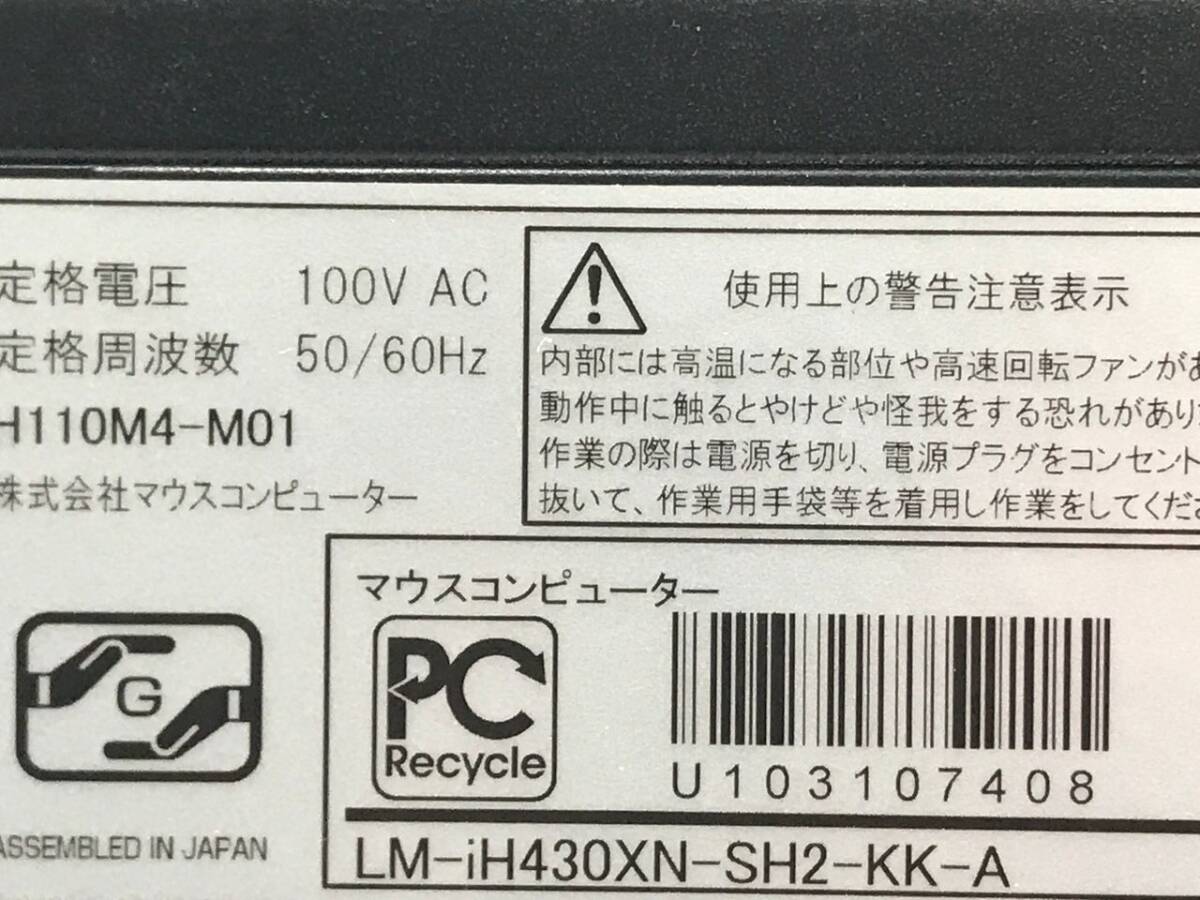 定格電圧 100V AC
定格周波数 50/60Hz
H110M4-M01
株式会社マウスコンピューター
使用上の警告注意表示
内部には高温になる部位や高速回転ファンがあ
動作中に触るとやけどや怪我をする恐れがあり
作業の際は電源を切り、電源プラグをコンセント
抜いて、作業用手袋等を着用し作業をしてくださ
G
ASSEMBLED IN JAPAN
マウスコンピューター
PC
Recycle
U103107408
LM-iH430XN-SH2-KK-A